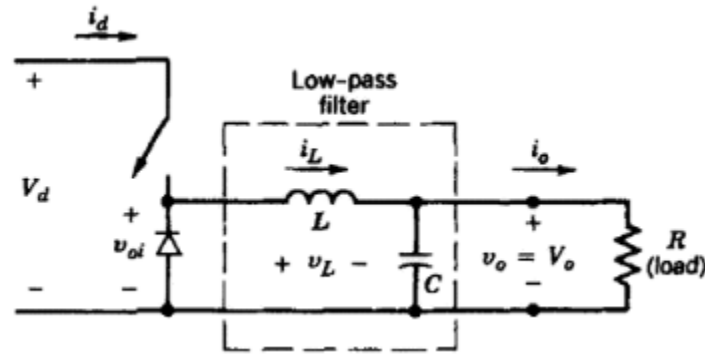 i_d
+
Low-pass
filter
i_L
i_o
V_d
+
L
+
R
v_oi
+ v_L −
C
v_o = V_o
(load)
−
−
−